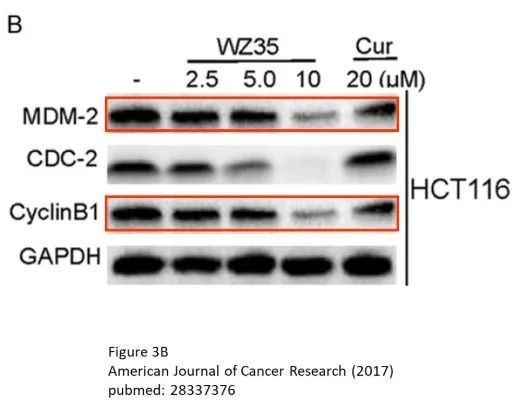 B
WZ35 Cur
- 2.5 5.0 10 20 (uM)
MDM-2
CDC-2
HCT116
CyclinB1
GAPDH
Figure 3B
American Journal of Cancer Research (2017)
pubmed: 28337376